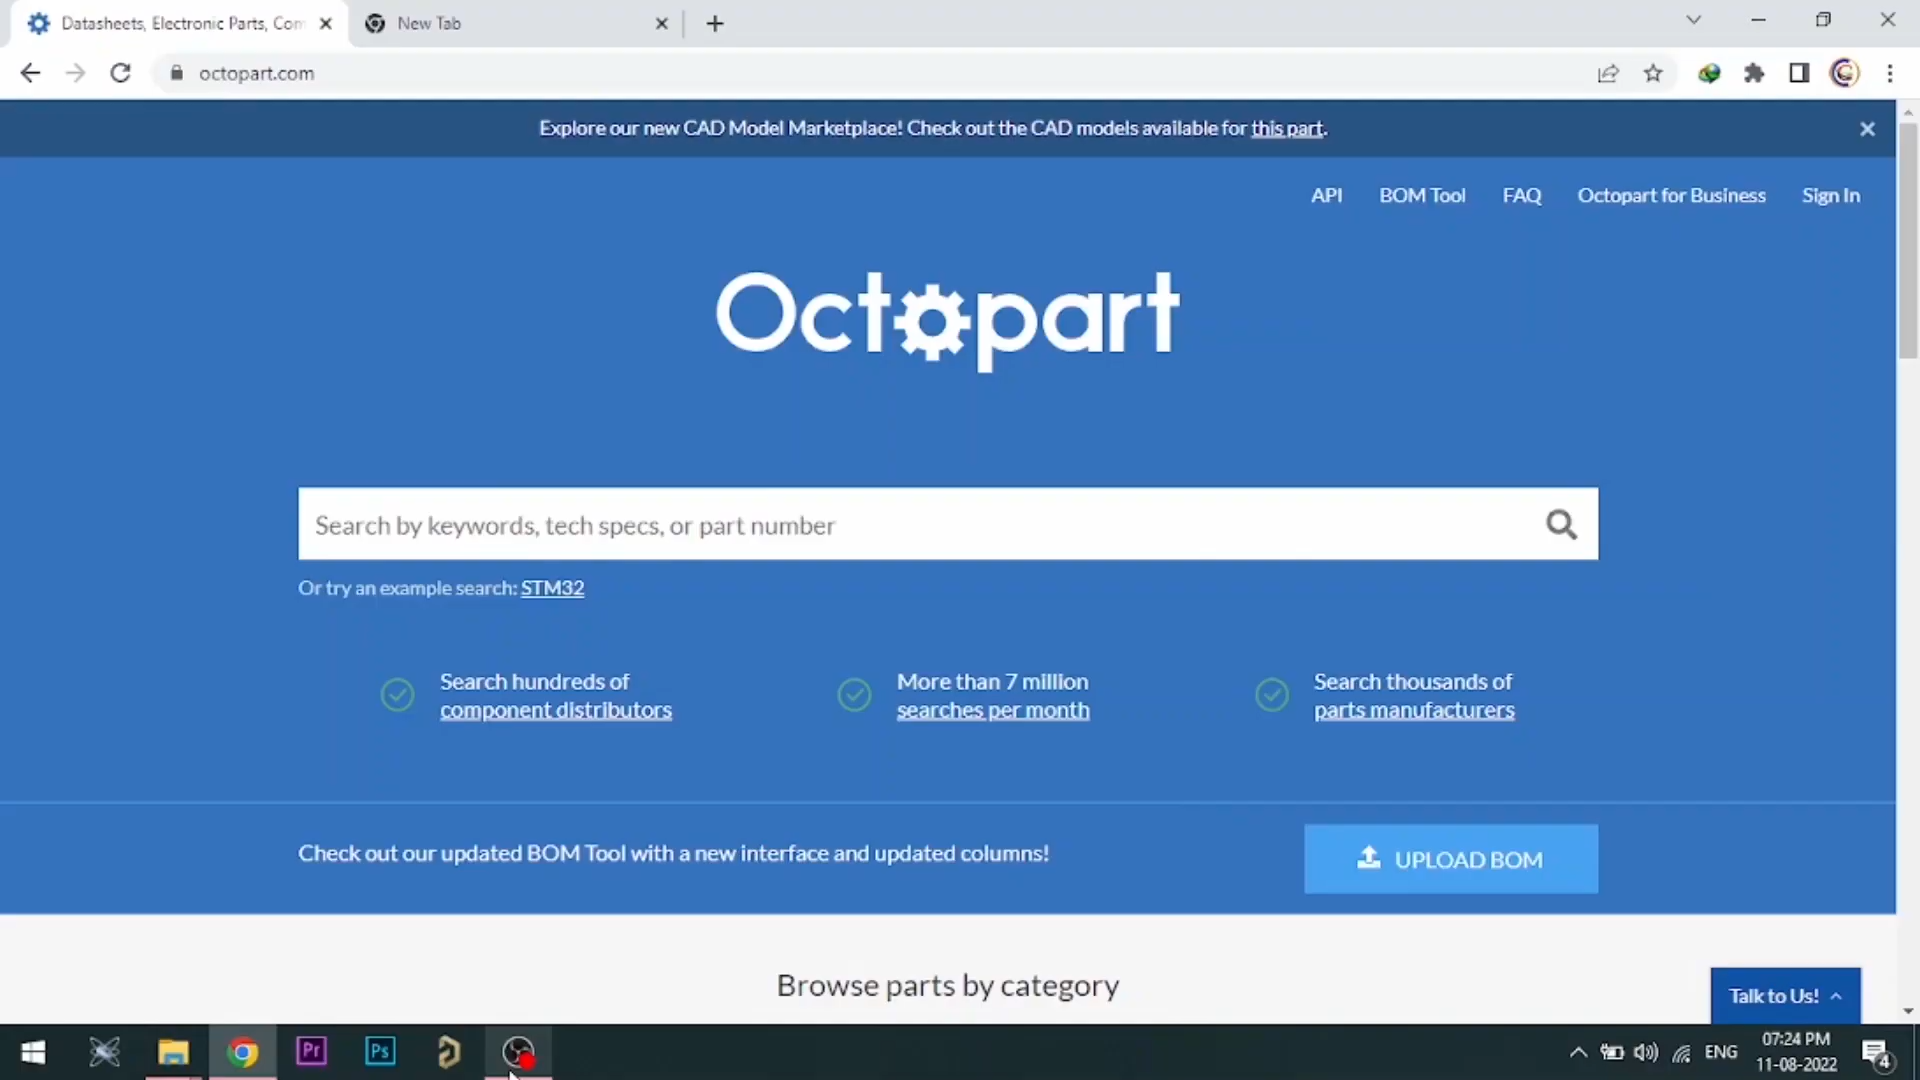 Datasheets, Electronic Parts, Com
New Tab
octopart.com
Explore our new CAD Model Marketplace! Check out the CAD models available for this part.
API
BOM Tool
FAQ
Octopart for Business
Sign In
Octopart
Search by keywords, tech specs, or part number
Or try an example search: STM32
Search hundreds of
component distributors
More than 7 million
searches per month
Search thousands of
parts manufacturers
Check out our updated BOM Tool with a new interface and updated columns!
UPLOAD BOM
Browse parts by category
Talk to Us!
Pr
Ps
ENG
07:24 PM
11-08-2022
4